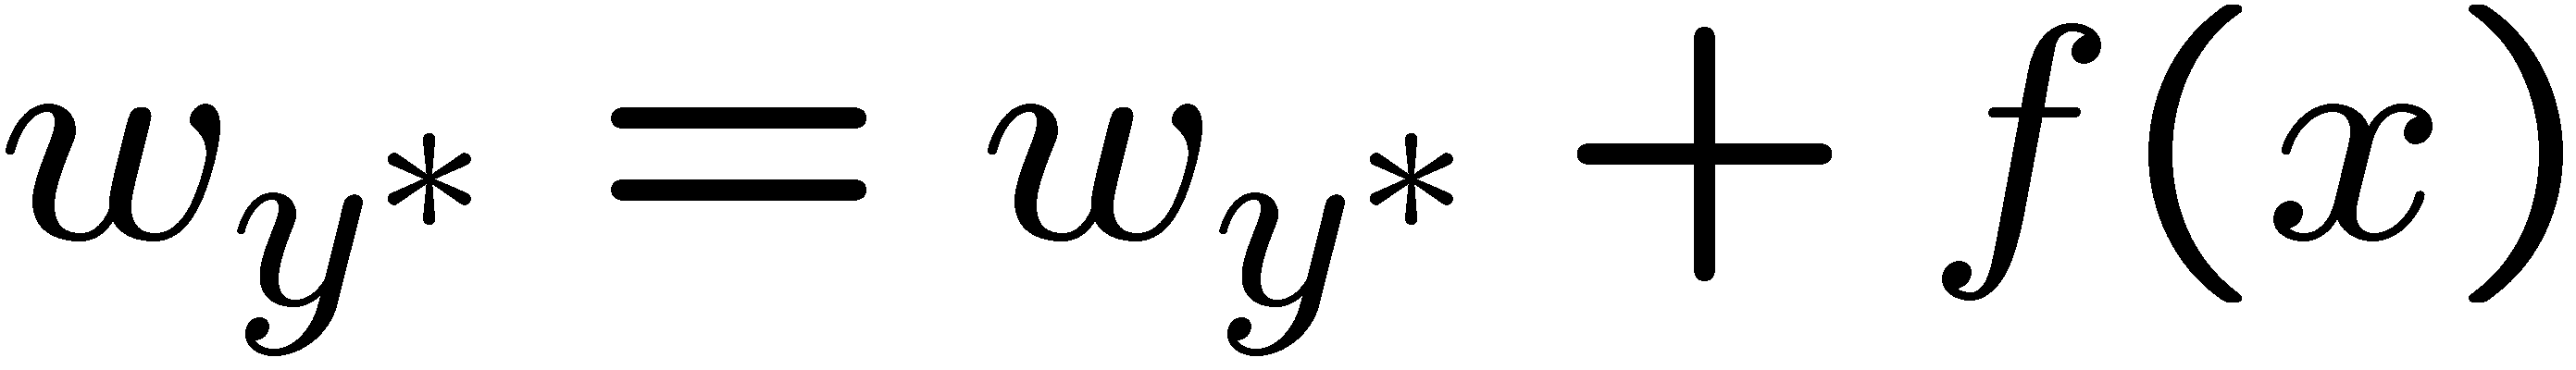 w_{y^*} = w_{y^*} + f(x)